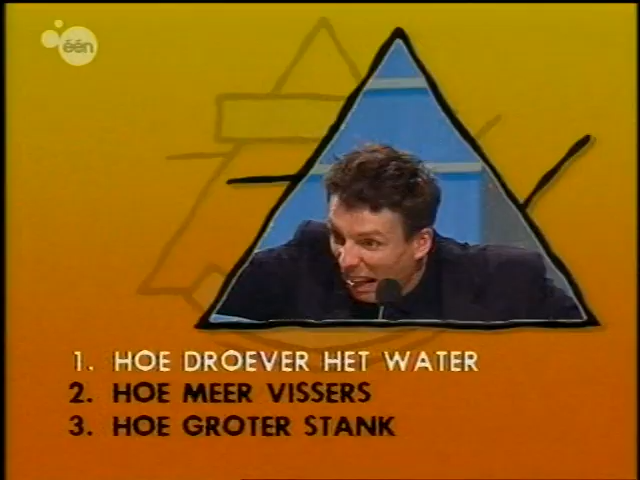 één
1. HOE DROEVER HET WATER
2. HOE MEER VISSERS
3. HOE GROTER STANK